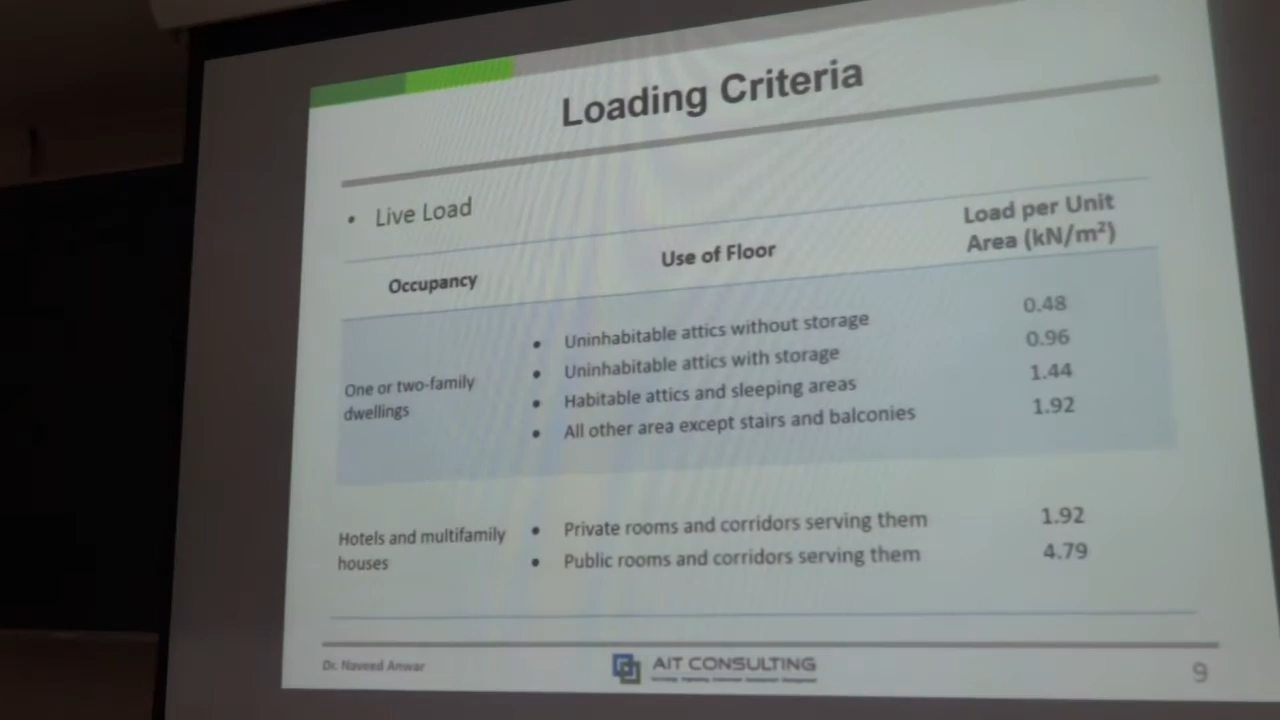 Loading Criteria
• Live Load
Occupancy
Use of Floor
Load per Unit
Area (kN/m²)
One or two-family
dwellings
• Uninhabitable attics without storage 0.48
• Uninhabitable attics with storage 0.96
• Habitable attics and sleeping areas 1.44
• All other area except stairs and balconies 1.92
Hotels and multifamily
houses
• Private rooms and corridors serving them 1.92
• Public rooms and corridors serving them 4.79
Dr. Naveed Anwar
AIT CONSULTING
9